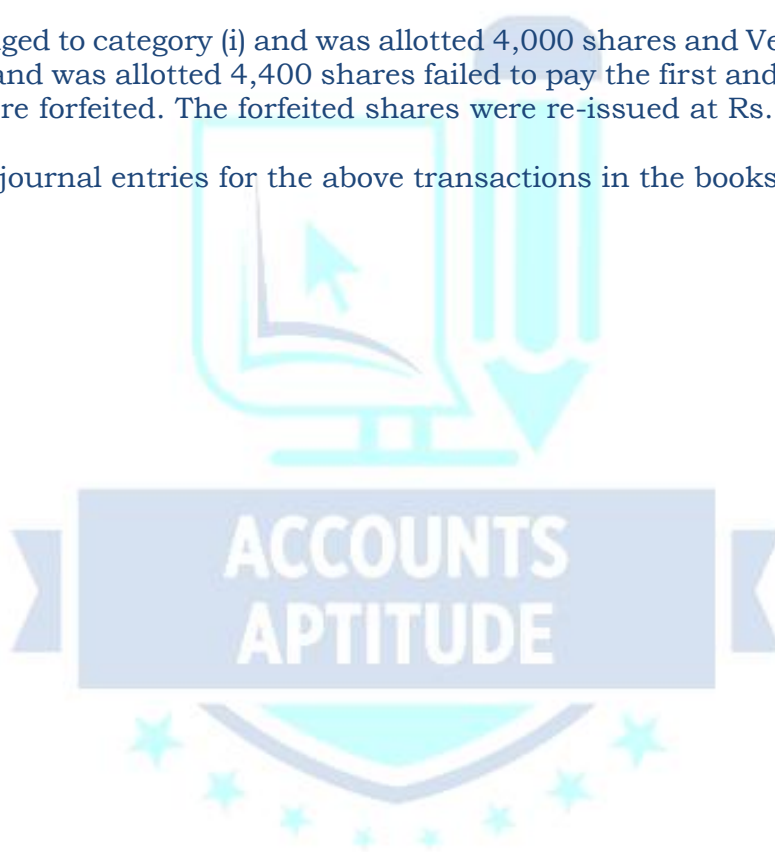 ged to category (i) and was allotted 4,000 shares and Ve
and was allotted 4,400 shares failed to pay the first and
re forfeited. The forfeited shares were re-issued at Rs.
journal entries for the above transactions in the books
ACCOUNTS
APTITUDE